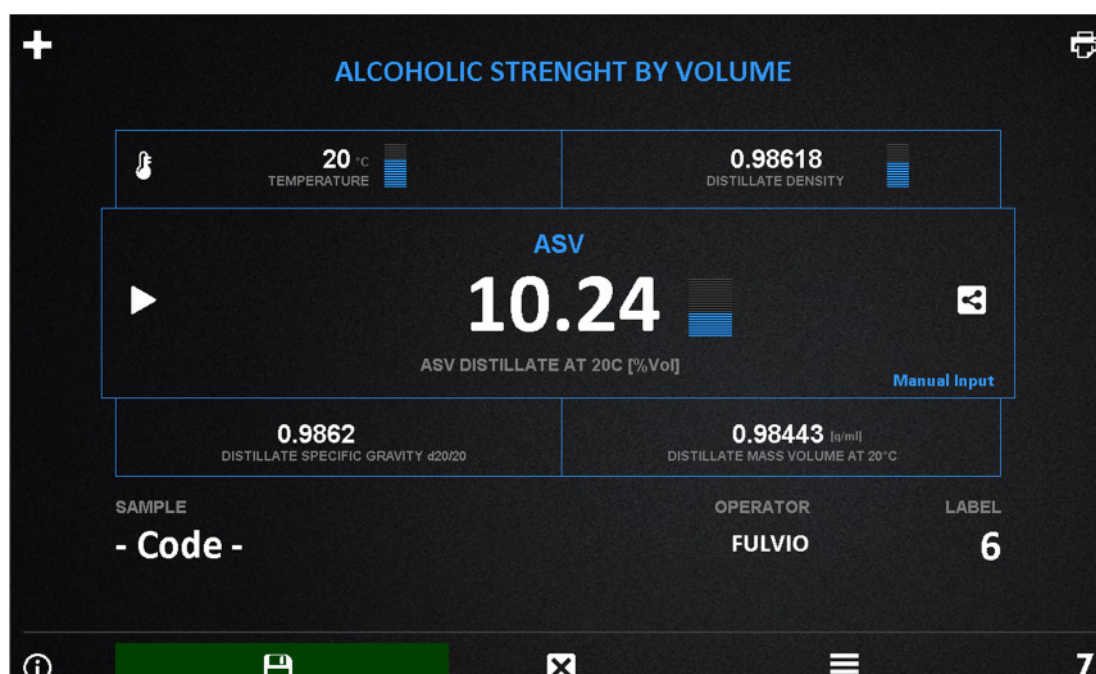 ALCOHOLIC STRENGHT BY VOLUME
20 °C
TEMPERATURE
0.98618
DISTILLATE DENSITY
ASV
10.24
ASV DISTILLATE AT 20C [%Vol]
Manual Input
0.9862
DISTILLATE SPECIFIC GRAVITY d20/20
0.98443 [g/ml]
DISTILLATE MASS VOLUME AT 20°C
SAMPLE
- Code -
OPERATOR
FULVIO
LABEL
6
7